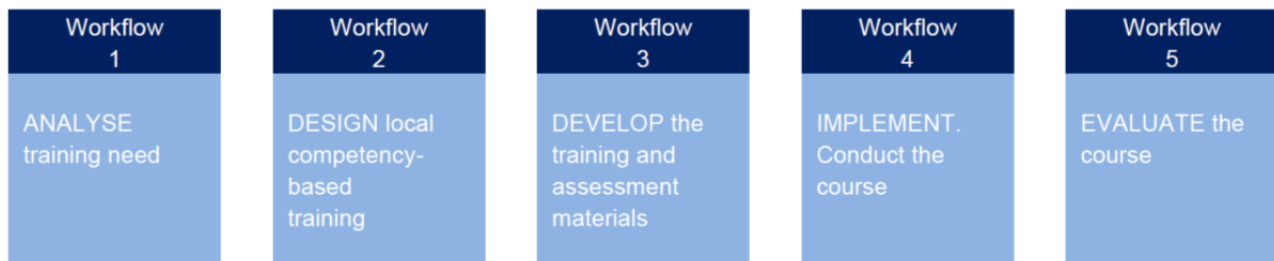 Workflow
1
ANALYSE
training need
Workflow
2
DESIGN local
competency-
based
training
Workflow
3
DEVELOP the
training and
assessment
materials
Workflow
4
IMPLEMENT.
Conduct the
course
Workflow
5
EVALUATE the
course